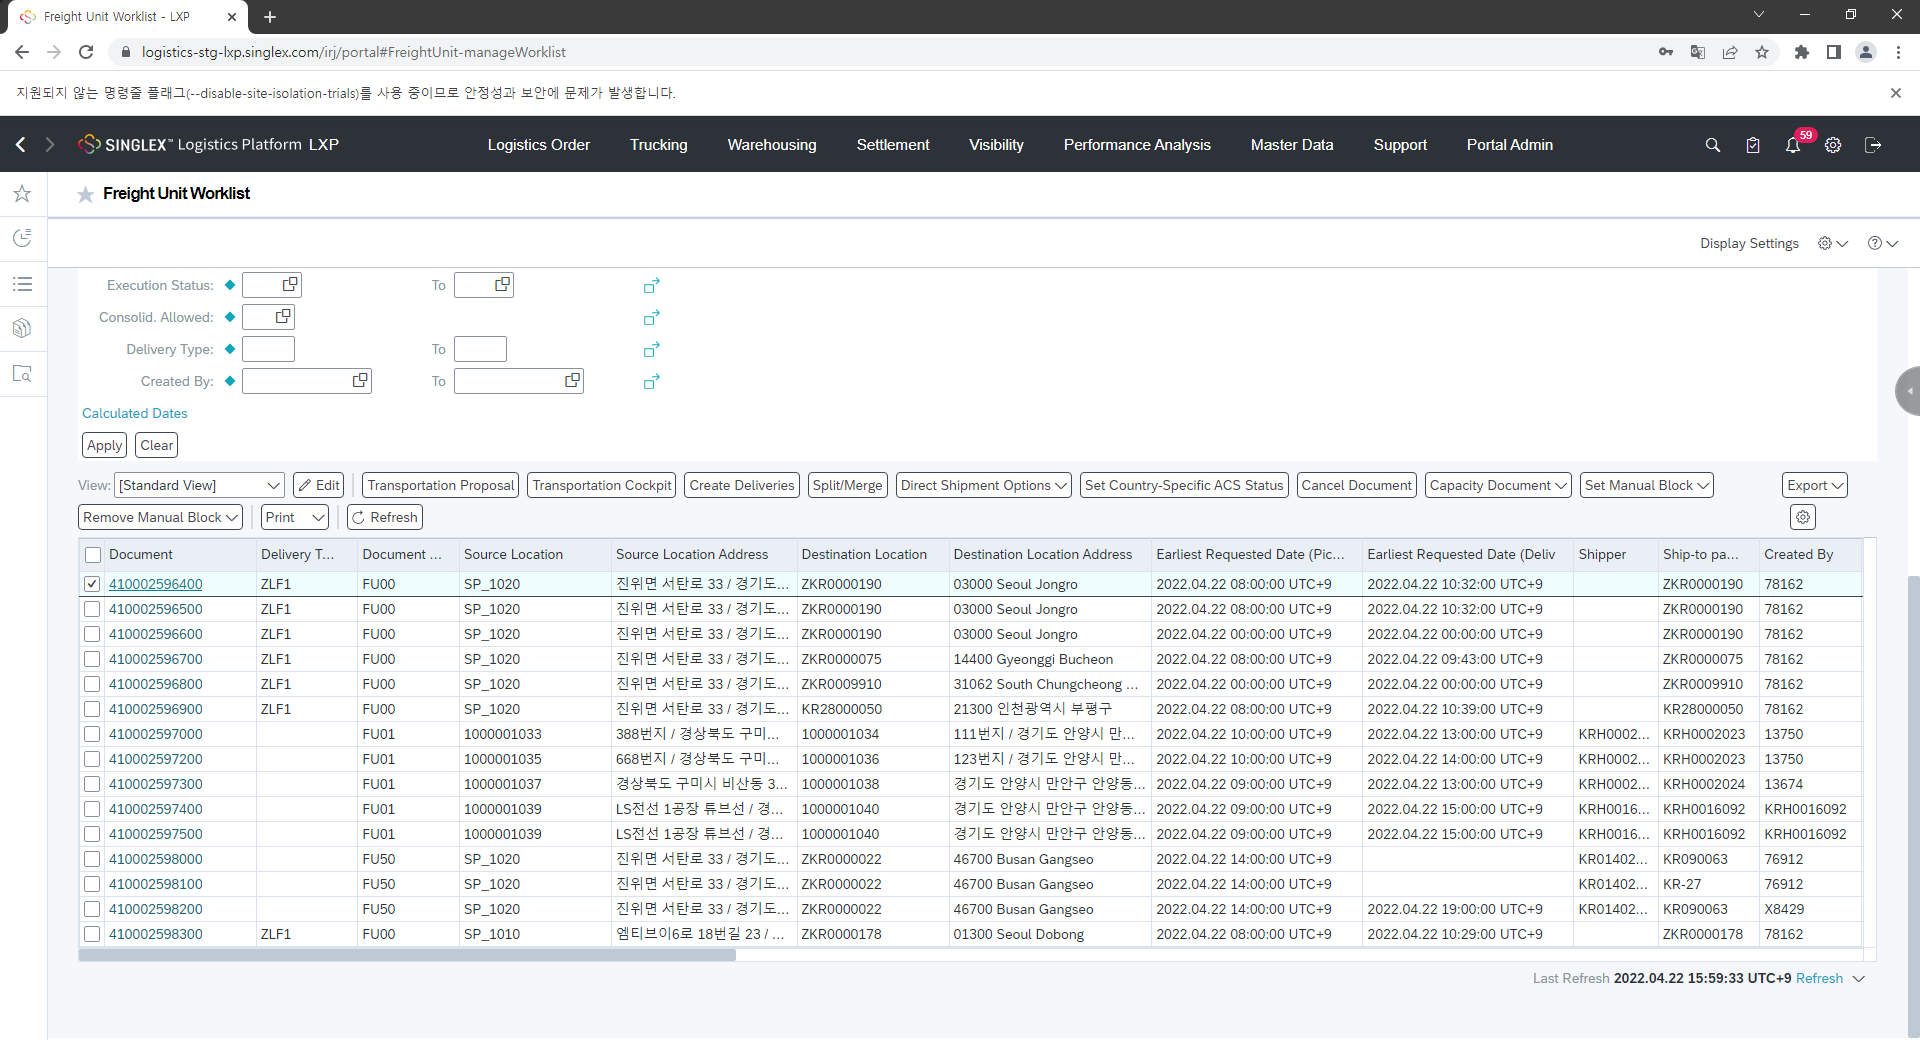 Freight Unit Worklist - LXP
logistics-stg-lxp.singlex.com/irj/portal#FreightUnit-manageWorklist
지원되지 않는 명령줄 플래그(--disable-site-isolation-trials)를 사용 중이므로 안정성과 보안에 문제가 발생합니다.
SINGLEX™ Logistics Platform LXP Logistics Order Trucking Warehousing Settlement Visibility Performance Analysis Master Data Support Portal Admin 59
Freight Unit Worklist
Display Settings
Execution Status: To
Consolid. Allowed:
Delivery Type: To
Created By: To
Calculated Dates
Apply Clear
View: [Standard View] Edit Transportation Proposal Transportation Cockpit Create Deliveries Split/Merge Direct Shipment Options Set Country-Specific ACS Status Cancel Document Capacity Document Set Manual Block Export
Remove Manual Block Print Refresh
Document Delivery T... Document ... Source Location Source Location Address Destination Location Destination Location Address Earliest Requested Date (Pic... Earliest Requested Date (Deliv Shipper Ship-to pa... Created By
410002596400 ZLF1 FU00 SP_1020 진위면 서탄로 33 / 경기도... ZKR0000190 03000 Seoul Jongro 2022.04.22 08:00:00 UTC+9 2022.04.22 10:32:00 UTC+9 ZKR0000190 78162
410002596500 ZLF1 FU00 SP_1020 진위면 서탄로 33 / 경기도... ZKR0000190 03000 Seoul Jongro 2022.04.22 08:00:00 UTC+9 2022.04.22 10:32:00 UTC+9 ZKR0000190 78162
410002596600 ZLF1 FU00 SP_1020 진위면 서탄로 33 / 경기도... ZKR0000190 03000 Seoul Jongro 2022.04.22 00:00:00 UTC+9 2022.04.22 00:00:00 UTC+9 ZKR0000190 78162
410002596700 ZLF1 FU00 SP_1020 진위면 서탄로 33 / 경기도... ZKR0000075 14400 Gyeonggi Bucheon 2022.04.22 08:00:00 UTC+9 2022.04.22 09:43:00 UTC+9 ZKR0000075 78162
410002596800 ZLF1 FU00 SP_1020 진위면 서탄로 33 / 경기도... ZKR0009910 31062 South Chungcheong ... 2022.04.22 00:00:00 UTC+9 2022.04.22 00:00:00 UTC+9 ZKR0009910 78162
410002596900 ZLF1 FU00 SP_1020 진위면 서탄로 33 / 경기도... KR28000050 21300 인천광역시 부평구 2022.04.22 08:00:00 UTC+9 2022.04.22 10:39:00 UTC+9 KR28000050 78162
410002597000 FU01 1000001033 388번지 / 경상북도 구미... 1000001034 111번지 / 경기도 안양시 만... 2022.04.22 10:00:00 UTC+9 2022.04.22 13:00:00 UTC+9 KRH0002... KRH0002023 13750
410002597200 FU01 1000001035 668번지 / 경상북도 구미... 1000001036 123번지 / 경기도 안양시 만... 2022.04.22 10:00:00 UTC+9 2022.04.22 14:00:00 UTC+9 KRH0002... KRH0002023 13750
410002597300 FU01 1000001037 경상북도 구미시 비산동 3... 1000001038 경기도 안양시 만안구 안양동... 2022.04.22 09:00:00 UTC+9 2022.04.22 13:00:00 UTC+9 KRH0002... KRH0002024 13674
410002597400 FU01 1000001039 LS전선 1공장 튜브선 / 경... 1000001040 경기도 안양시 만안구 안양동... 2022.04.22 09:00:00 UTC+9 2022.04.22 15:00:00 UTC+9 KRH0016... KRH0016092 KRH0016092
410002597500 FU01 1000001039 LS전선 1공장 튜브선 / 경... 1000001040 경기도 안양시 만안구 안양동... 2022.04.22 09:00:00 UTC+9 2022.04.22 15:00:00 UTC+9 KRH0016... KRH0016092 KRH0016092
410002598000 FU50 SP_1020 진위면 서탄로 33 / 경기도... ZKR0000022 46700 Busan Gangseo 2022.04.22 14:00:00 UTC+9 KR01402... KR090063 76912
410002598100 FU50 SP_1020 진위면 서탄로 33 / 경기도... ZKR0000022 46700 Busan Gangseo 2022.04.22 14:00:00 UTC+9 KR01402... KR-27 76912
410002598200 FU50 SP_1020 진위면 서탄로 33 / 경기도... ZKR0000022 46700 Busan Gangseo 2022.04.22 14:00:00 UTC+9 2022.04.22 19:00:00 UTC+9 KR01402... KR090063 X8429
410002598300 ZLF1 FU00 SP_1010 엠티브이6로 18번길 23 / ... ZKR0000178 01300 Seoul Dobong 2022.04.22 08:00:00 UTC+9 2022.04.22 10:29:00 UTC+9 ZKR0000178 78162
Last Refresh 2022.04.22 15:59:33 UTC+9 Refresh